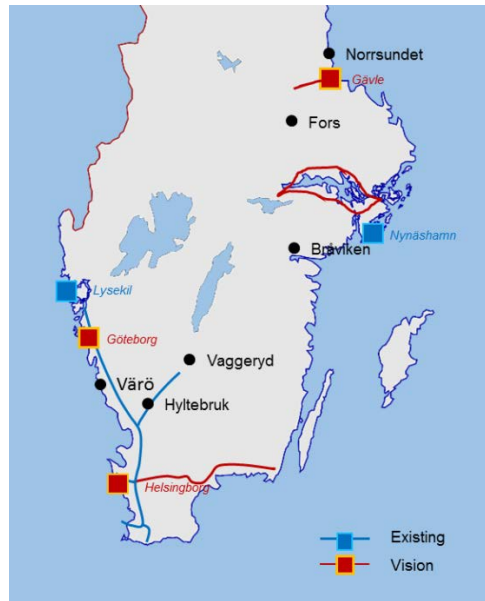 Norrsundet
Gävle
Fors
Nynäshamn
Bråviken
Lysekil
Göteborg
Vaggeryd
Värö
Hyltebruk
Helsingborg
Existing
Vision